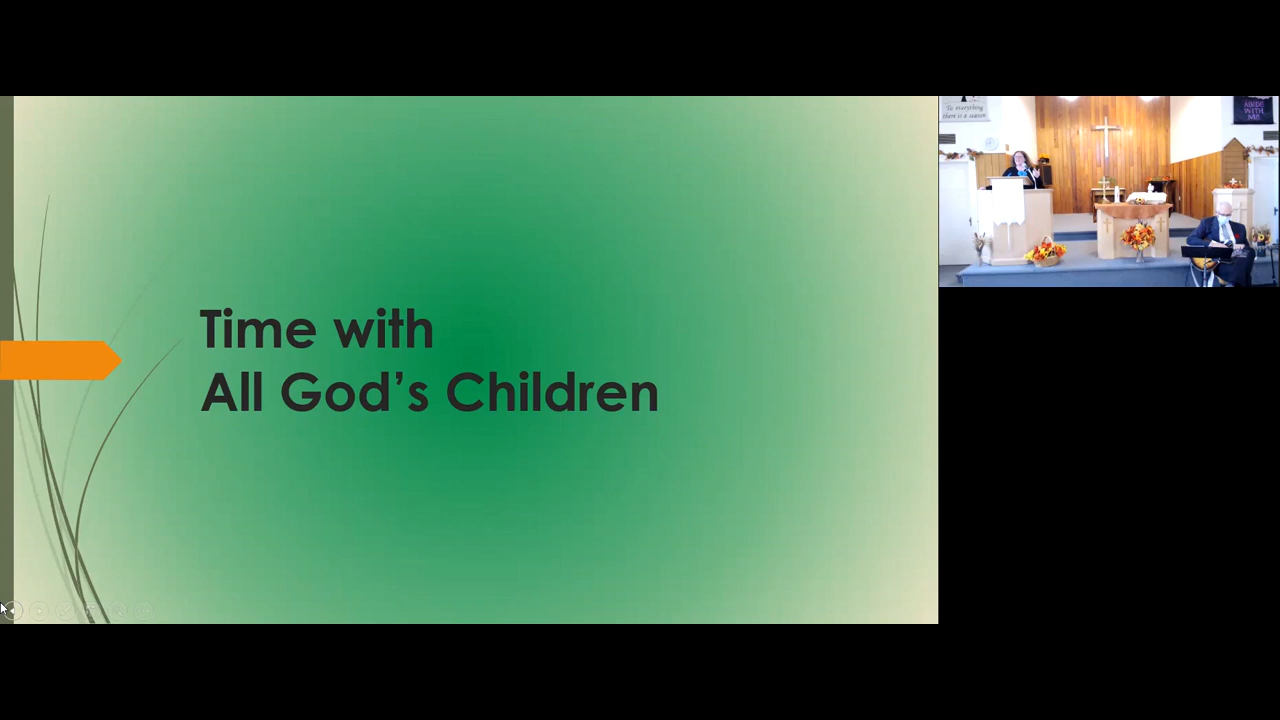 Time with
All God’s Children
To everything
there is a season
ABIDE
WITH
ME